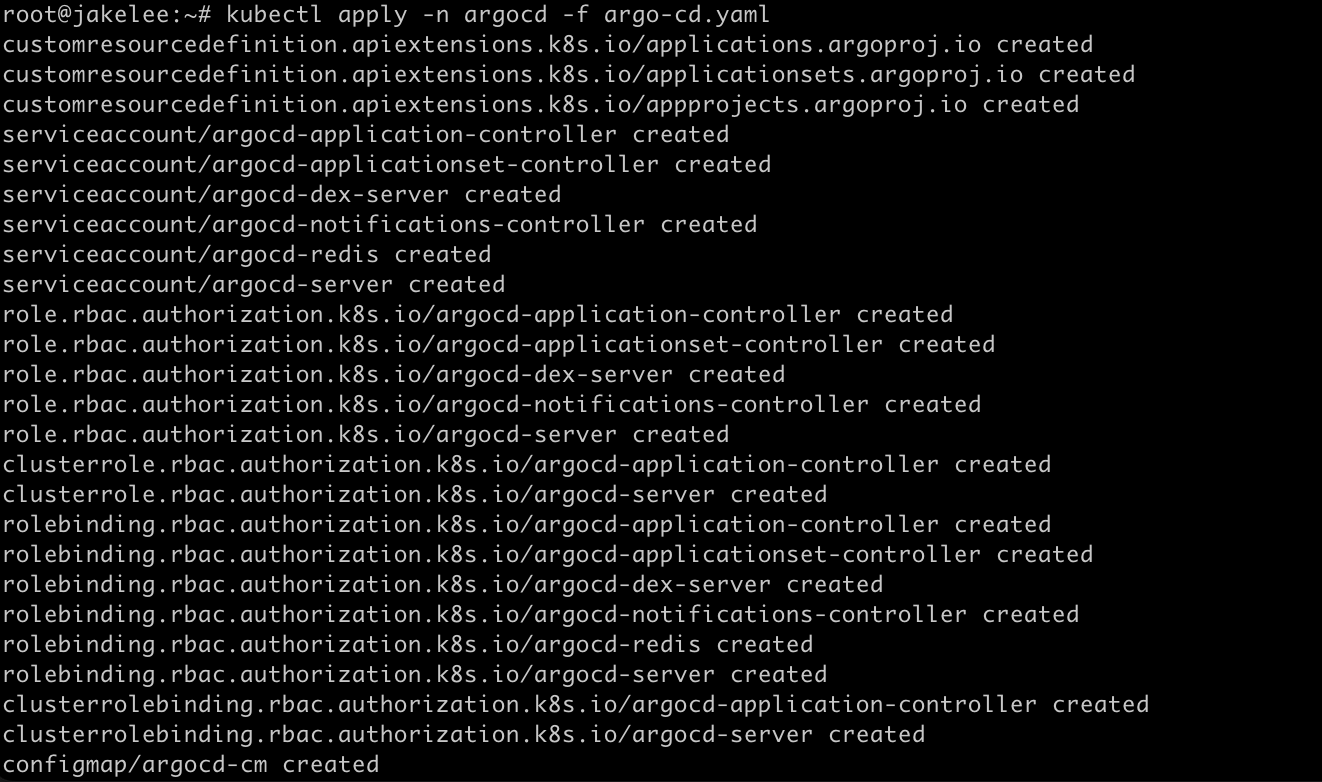 root@jakelee:~# kubectl apply -n argocd -f argo-cd.yaml
customresourcedefinition.apiextensions.k8s.io/applications.argoproj.io created
customresourcedefinition.apiextensions.k8s.io/applicationsets.argoproj.io created
customresourcedefinition.apiextensions.k8s.io/appprojects.argoproj.io created
serviceaccount/argocd-application-controller created
serviceaccount/argocd-applicationset-controller created
serviceaccount/argocd-dex-server created
serviceaccount/argocd-notifications-controller created
serviceaccount/argocd-redis created
serviceaccount/argocd-server created
role.rbac.authorization.k8s.io/argocd-application-controller created
role.rbac.authorization.k8s.io/argocd-applicationset-controller created
role.rbac.authorization.k8s.io/argocd-dex-server created
role.rbac.authorization.k8s.io/argocd-notifications-controller created
role.rbac.authorization.k8s.io/argocd-server created
clusterrole.rbac.authorization.k8s.io/argocd-application-controller created
clusterrole.rbac.authorization.k8s.io/argocd-server created
rolebinding.rbac.authorization.k8s.io/argocd-application-controller created
rolebinding.rbac.authorization.k8s.io/argocd-applicationset-controller created
rolebinding.rbac.authorization.k8s.io/argocd-dex-server created
rolebinding.rbac.authorization.k8s.io/argocd-notifications-controller created
rolebinding.rbac.authorization.k8s.io/argocd-redis created
rolebinding.rbac.authorization.k8s.io/argocd-server created
clusterrolebinding.rbac.authorization.k8s.io/argocd-application-controller created
clusterrolebinding.rbac.authorization.k8s.io/argocd-server created
configmap/argocd-cm created